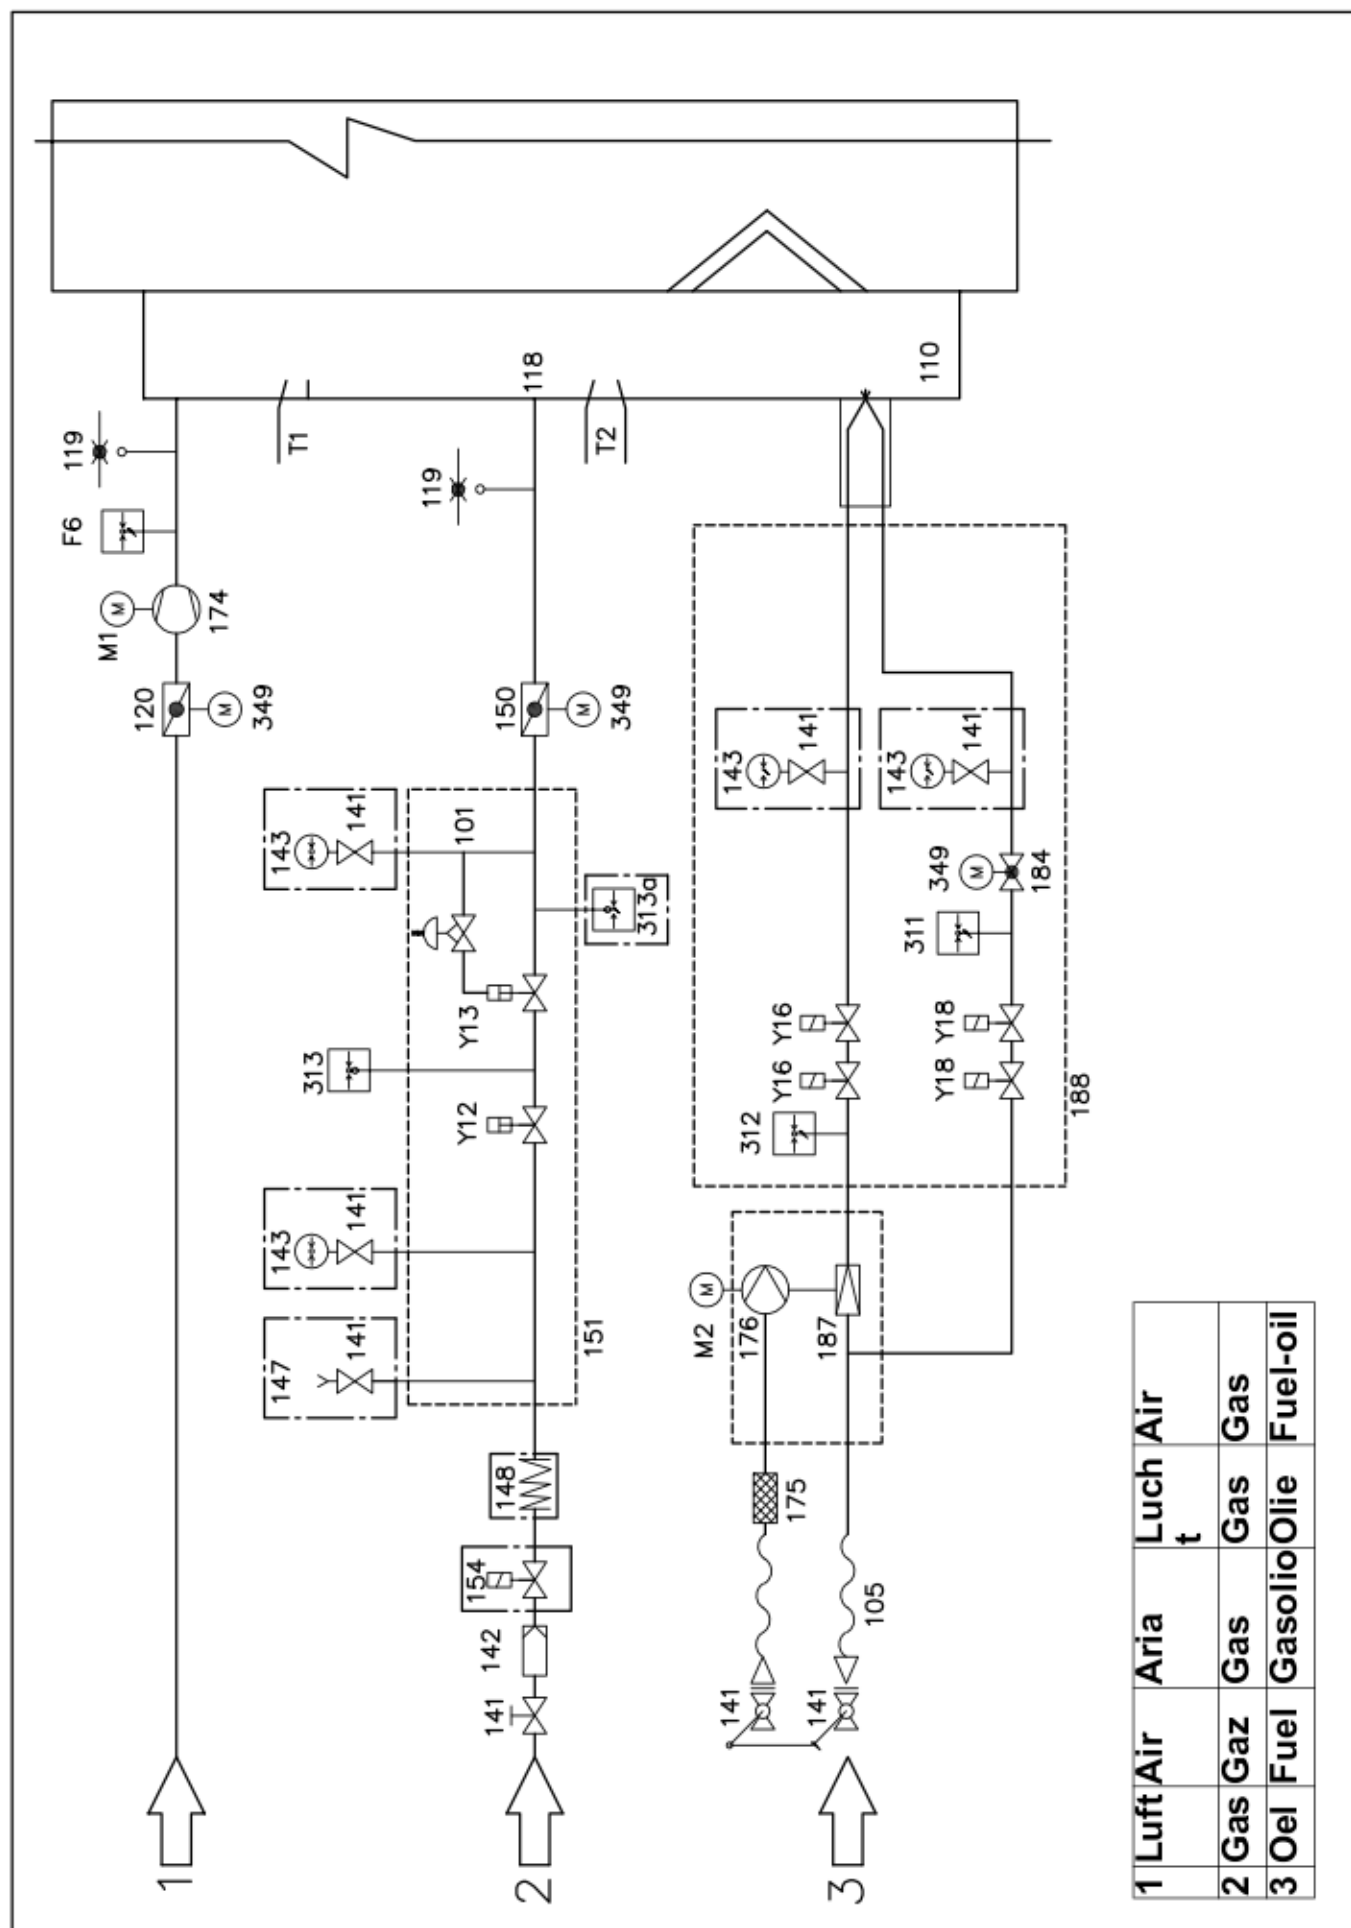 1
120
349
M1
174
F6
119
T1
118
2
141
142
154
148
147
141
143
141
151
Y12
313
Y13
101
143
141
313a
150
349
119
T2
110
3
141
141
105
175
M2
176
187
312
Y16
Y16
Y18
Y18
188
311
349
184
143
141
143
141
M
M
M
M
M
M
1 Luft Air Aria Luch
t Air
2 Gas Gaz Gas Gas Gas
3 Oel Fuel Gasolio Olie Fuel-oil